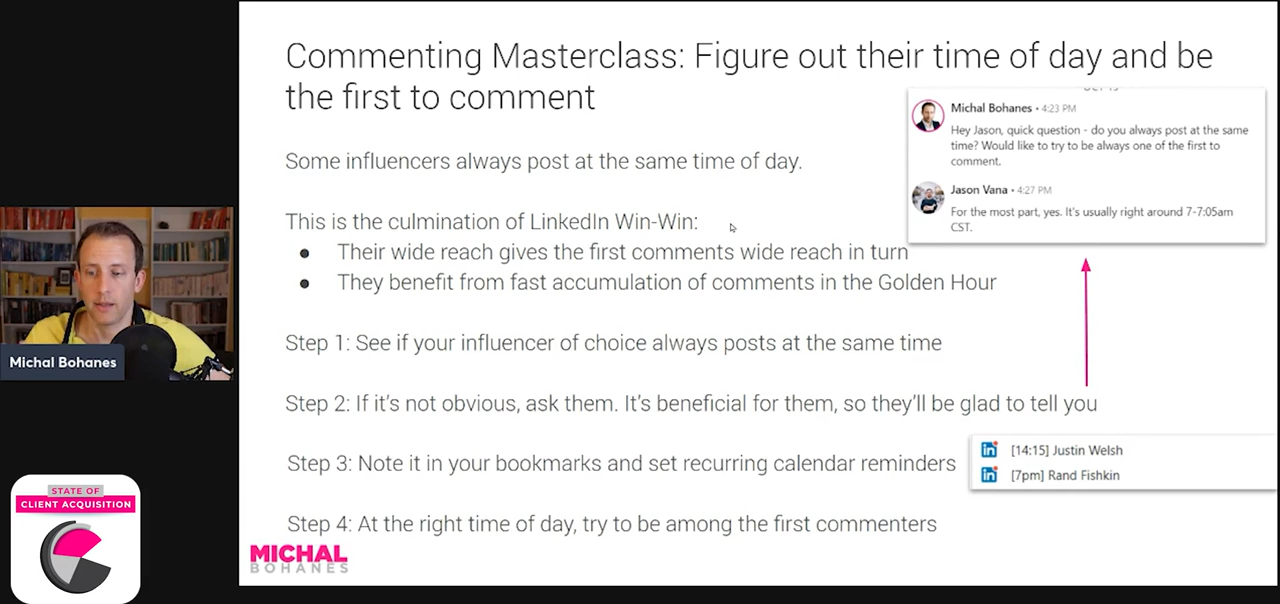 Commenting Masterclass: Figure out their time of day and be
the first to comment
Some influencers always post at the same time of day.
This is the culmination of LinkedIn Win-Win:
● Their wide reach gives the first comments wide reach in turn
● They benefit from fast accumulation of comments in the Golden Hour
Step 1: See if your influencer of choice always posts at the same time
Step 2: If it's not obvious, ask them. It's beneficial for them, so they'll be glad to tell you
Step 3: Note it in your bookmarks and set recurring calendar reminders
Step 4: At the right time of day, try to be among the first commenters
Michal Bohanes • 4:23 PM
Hey Jason, quick question - do you always post at the same
time? Would like to try to be always one of the first to
comment.
Jason Vana • 4:27 PM
For the most part, yes. It's usually right around 7-7:05am
CST.
in [14:15] Justin Welsh
in [7pm] Rand Fishkin
Michal Bohanes
STATE OF
CLIENT ACQUISITION
MICHAL
BOHANES